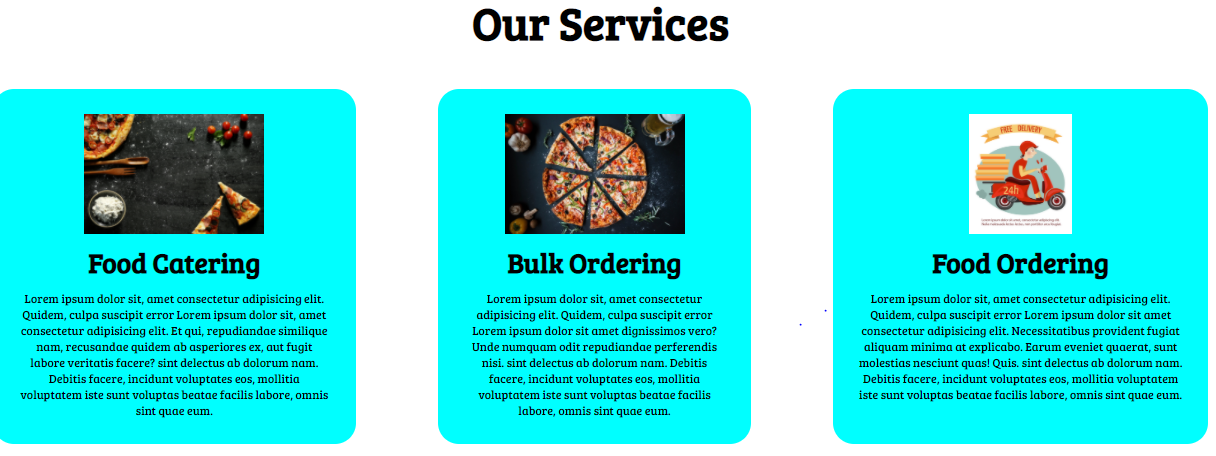 Our Services
FREE DELIVERY
24h
Food Catering
Lorem ipsum dolor sit, amet consectetur adipisicing elit.
Quidem, culpa suscipit error Lorem ipsum dolor sit, amet
consectetur adipisicing elit. Et qui, repudiandae similique
nam, recusandae quidem ab asperiores ex, aut fugit
labore veritatis facere? sint delectus ab dolorum nam.
Debitis facere, incidunt voluptates eos, mollitia
voluptatem iste sunt voluptas beatae facilis labore, omnis
sint quae eum.
Bulk Ordering
Lorem ipsum dolor sit, amet consectetur
adipisicing elit. Quidem, culpa suscipit error
Lorem ipsum dolor sit amet dignissimos vero?
Unde numquam odit repudiandae perferendis
nisi. sint delectus ab dolorum nam. Debitis
facere, incidunt voluptates eos, mollitia
voluptatem iste sunt voluptas beatae facilis
labore, omnis sint quae eum.
Food Ordering
Lorem ipsum dolor sit, amet consectetur adipisicing elit.
Quidem, culpa suscipit error Lorem ipsum dolor sit, amet
consectetur adipisicing elit. Necessitatibus provident fugiat
aliquam minima at explicabo. Earum eveniet quaerat, sunt
molestias nesciunt quas! Quis. sint delectus ab dolorum nam.
Debitis facere, incidunt voluptates eos, mollitia voluptatem
iste sunt voluptas beatae facilis labore, omnis sint quae eum.